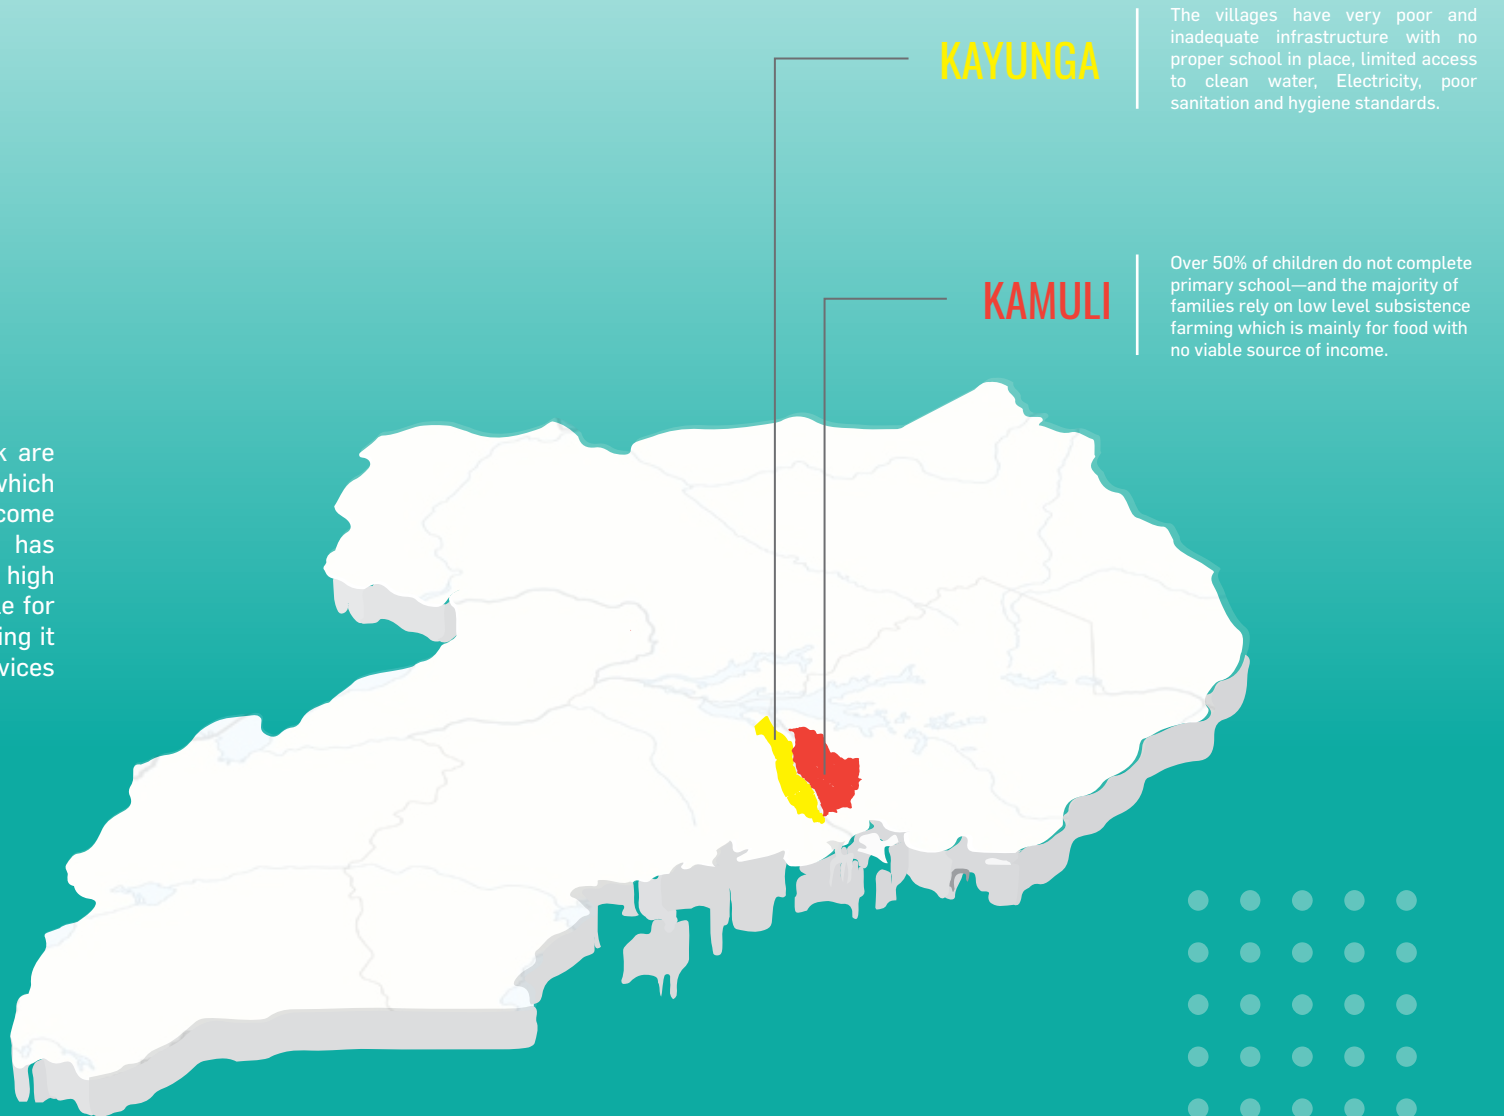 KAYUNGA
The villages have very poor and
inadequate infrastructure with no
proper school in place, limited access
to clean water, Electricity, poor
sanitation and hygiene standards.
KAMULI
Over 50% of children do not complete
primary school—and the majority of
families rely on low level subsistence
farming which is mainly for food with
no viable source of income.
are
which
come
has
high
for
ing it
vices